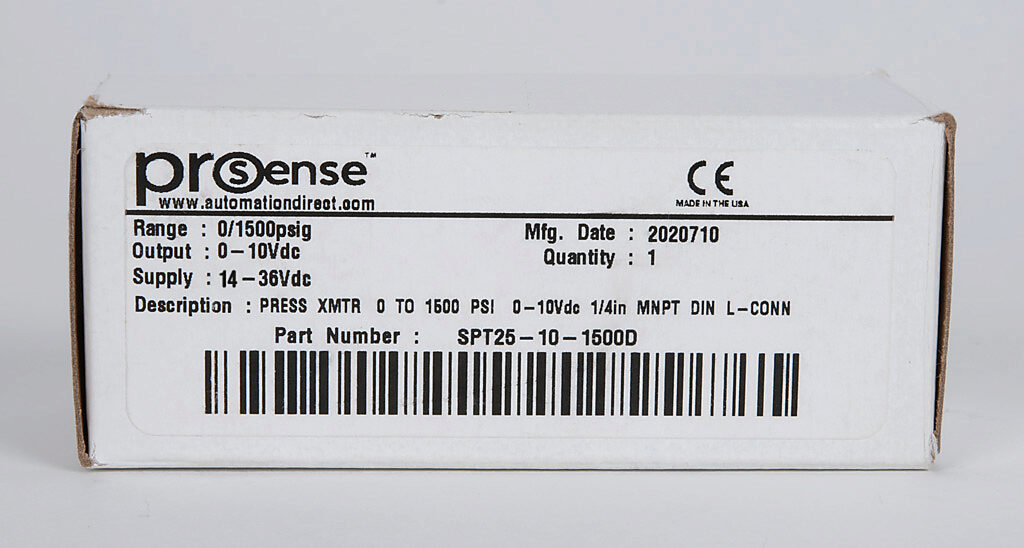 prosense™
www.automationdirect.com
CE
MADE IN THE USA
Range : 0/1500psig
Mfg. Date : 2020710
Output : 0-10Vdc
Quantity : 1
Supply : 14-36Vdc
Description : PRESS XMTR 0 TO 1500 PSI 0-10Vdc 1/4in MNPT DIN L-CONN
Part Number : SPT25-10-1500D